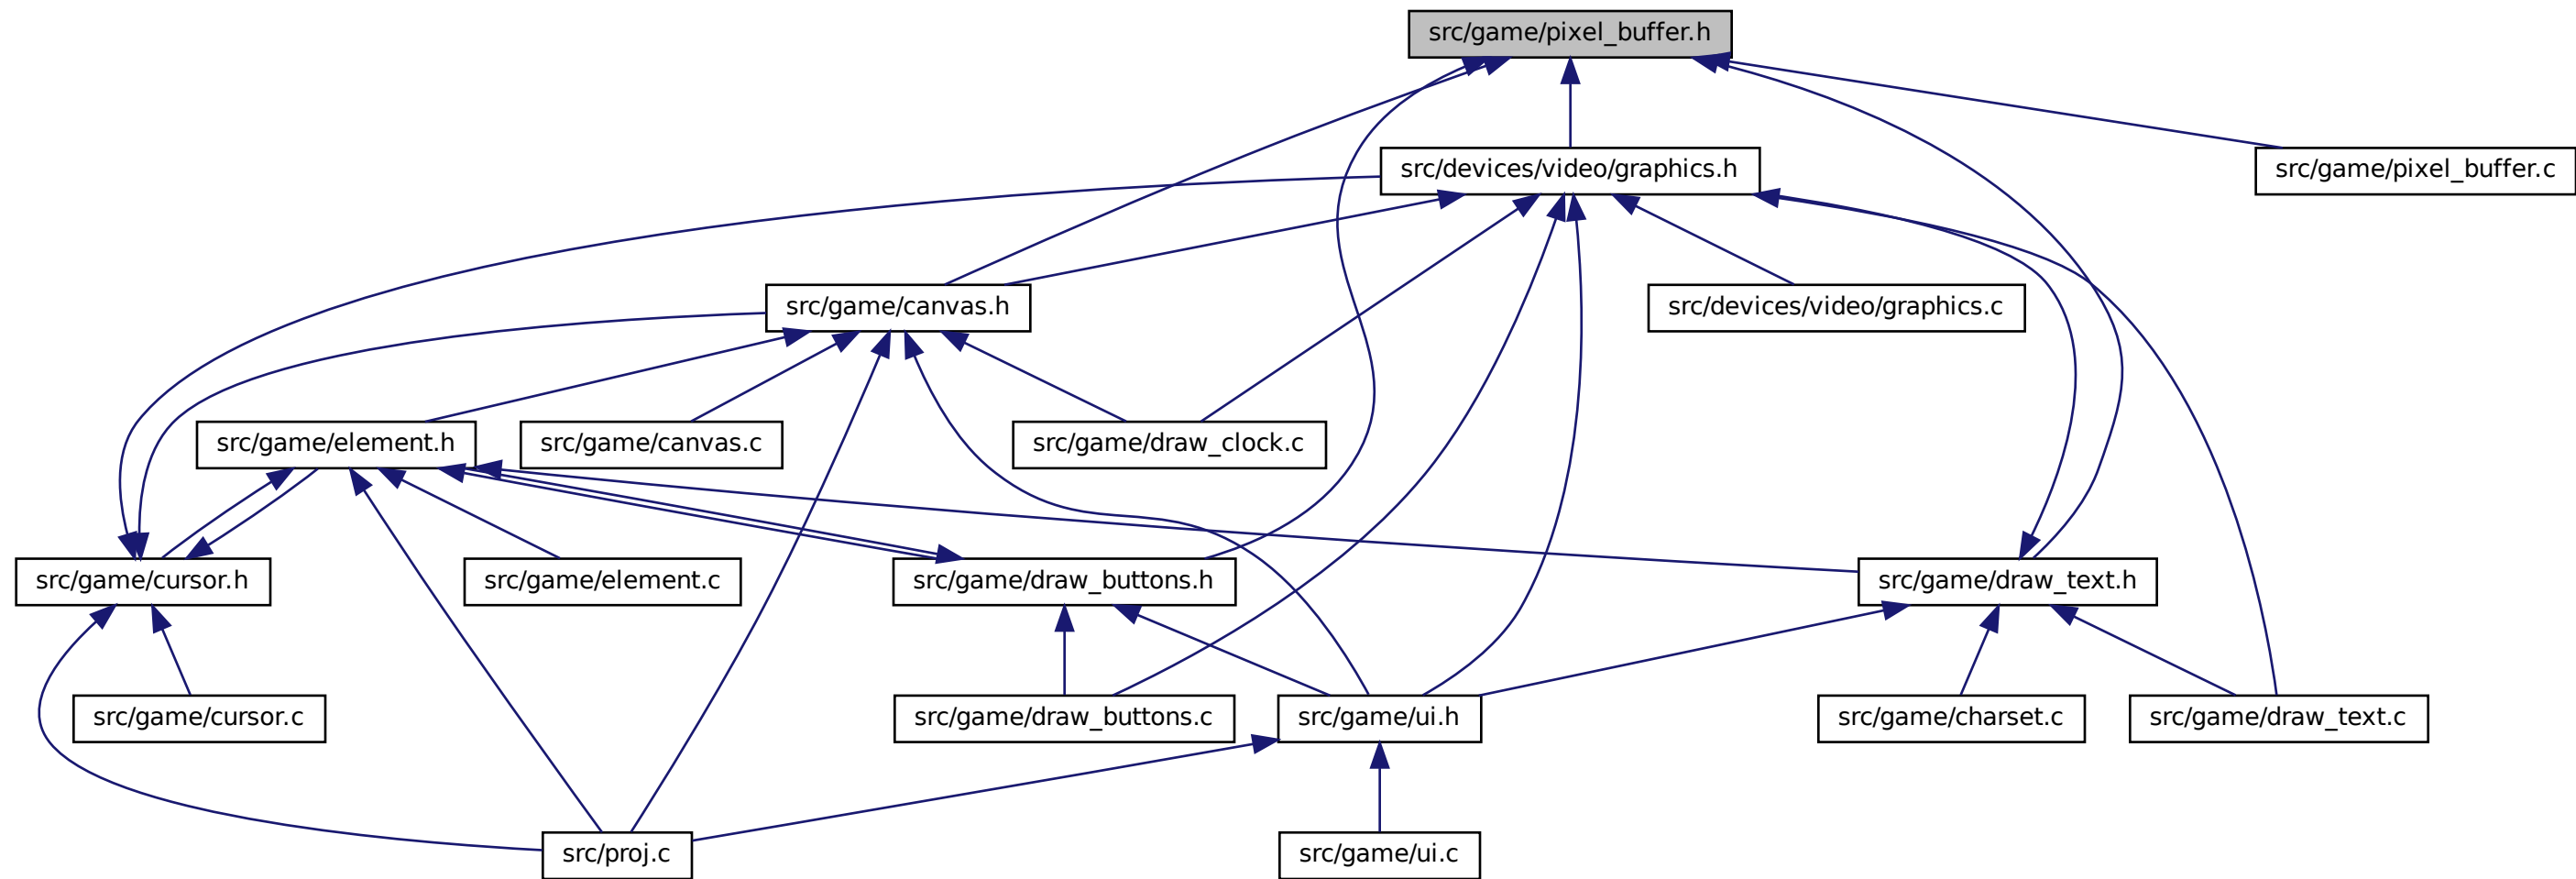 src/game/pixel_buffer.h
src/devices/video/graphics.h
src/game/pixel_buffer.c
src/game/canvas.h
src/devices/video/graphics.c
src/game/element.h
src/game/canvas.c
src/game/draw_clock.c
src/game/cursor.h
src/game/element.c
src/game/draw_buttons.h
src/game/draw_text.h
src/game/cursor.c
src/game/draw_buttons.c
src/game/ui.h
src/game/charset.c
src/game/draw_text.c
src/proj.c
src/game/ui.c